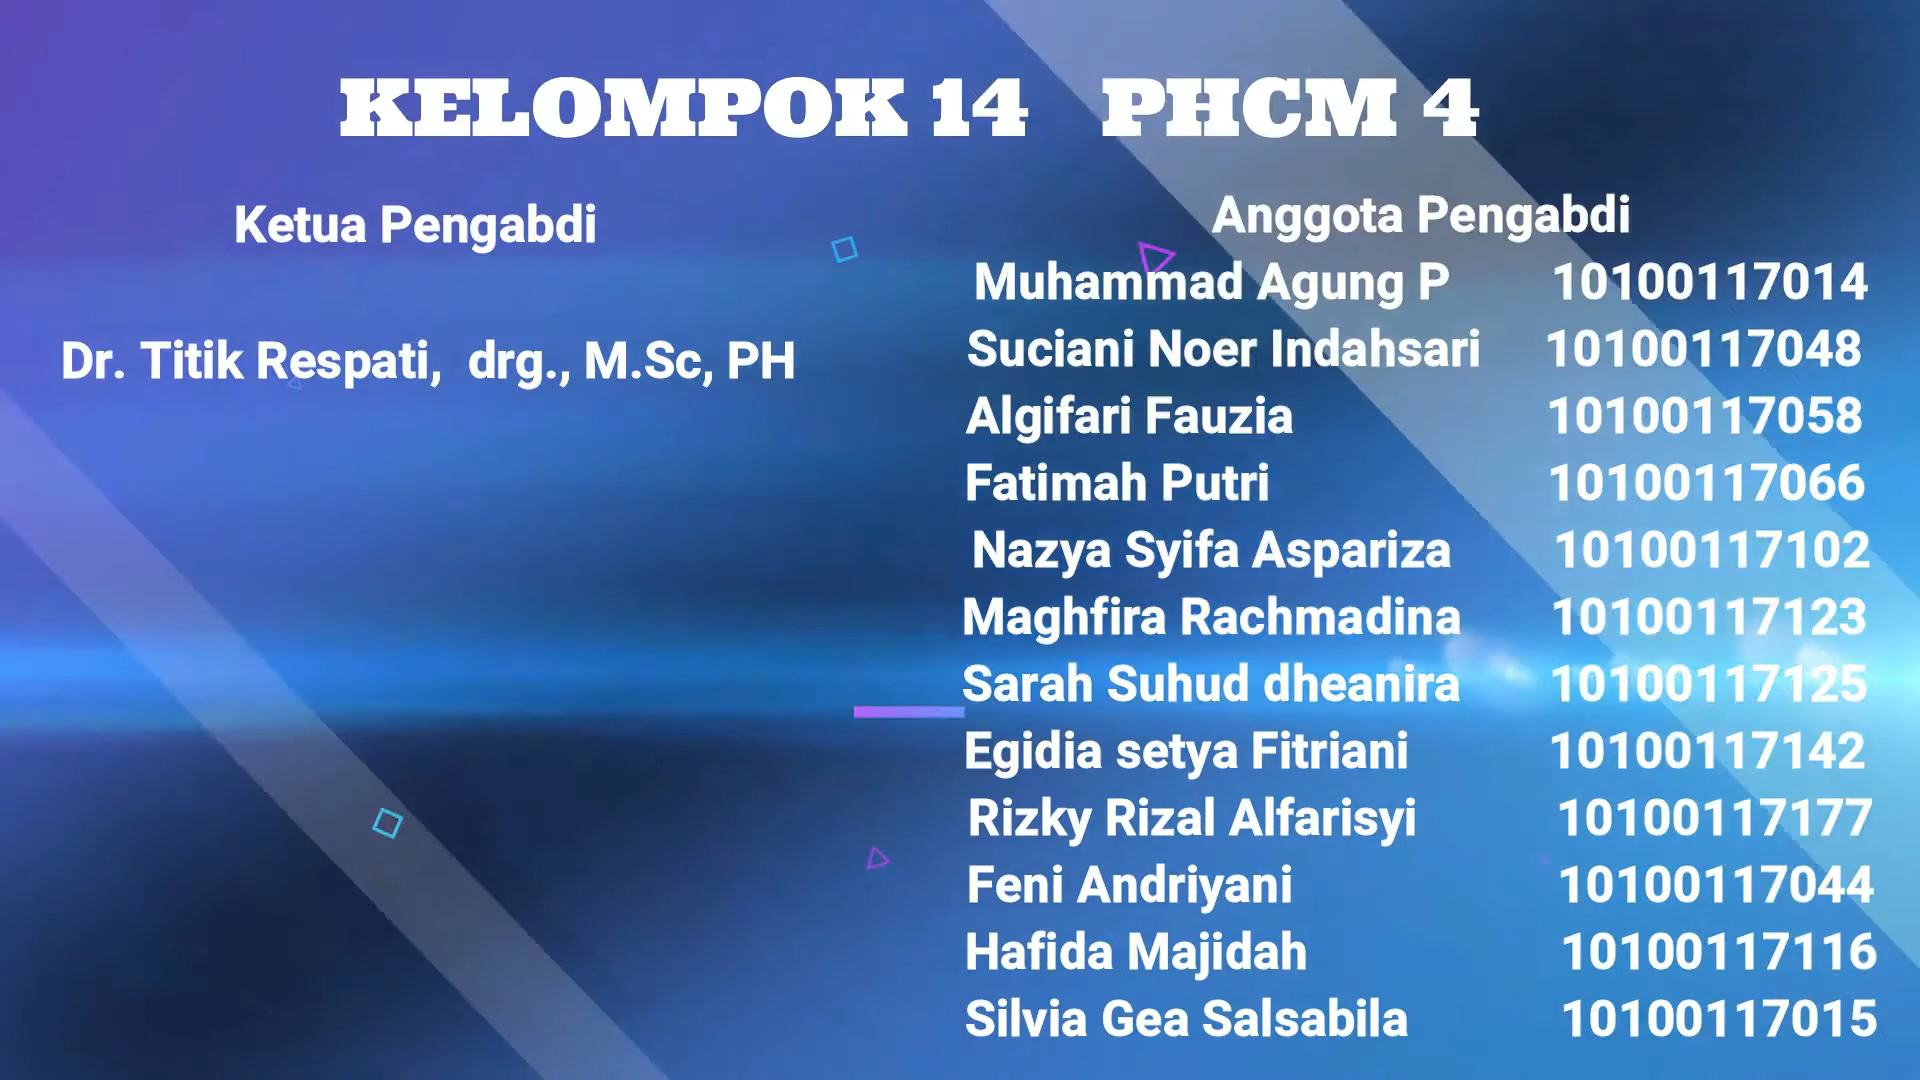 KELOMPOK 14 PHCM 4
Ketua Pengabdi
Dr. Titik Respati, drg., M.Sc, PH
Anggota Pengabdi
Muhammad Agung P 10100117014
Suciani Noer Indahsari 10100117048
Algifari Fauzia 10100117058
Fatimah Putri 10100117066
Nazya Syifa Aspariza 10100117102
Maghfira Rachmadina 10100117123
Sarah Suhud dheanira 10100117125
Egidia setya Fitriani 10100117142
Rizky Rizal Alfarisyi 10100117177
Feni Andriyani 10100117044
Hafida Majidah 10100117116
Silvia Gea Salsabila 10100117015